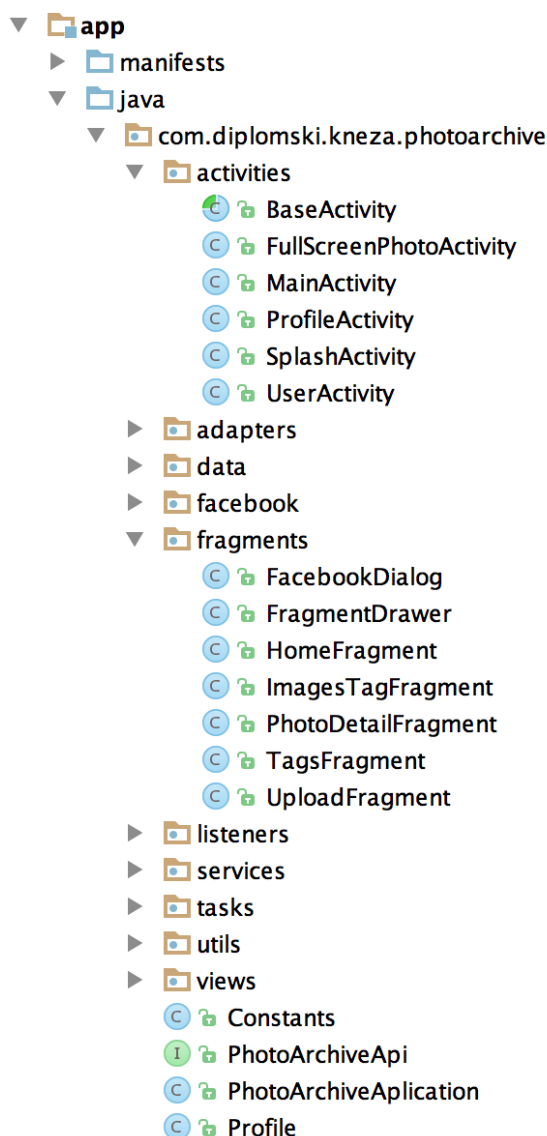 app
manifests
java
com.diplomski.kneza.photoarchive
activities
BaseActivity
FullScreenPhotoActivity
MainActivity
ProfileActivity
SplashActivity
UserActivity
adapters
data
facebook
fragments
FacebookDialog
FragmentDrawer
HomeFragment
ImagesTagFragment
PhotoDetailFragment
TagsFragment
UploadFragment
listeners
services
tasks
utils
views
Constants
PhotoArchiveApi
PhotoArchiveAplication
Profile